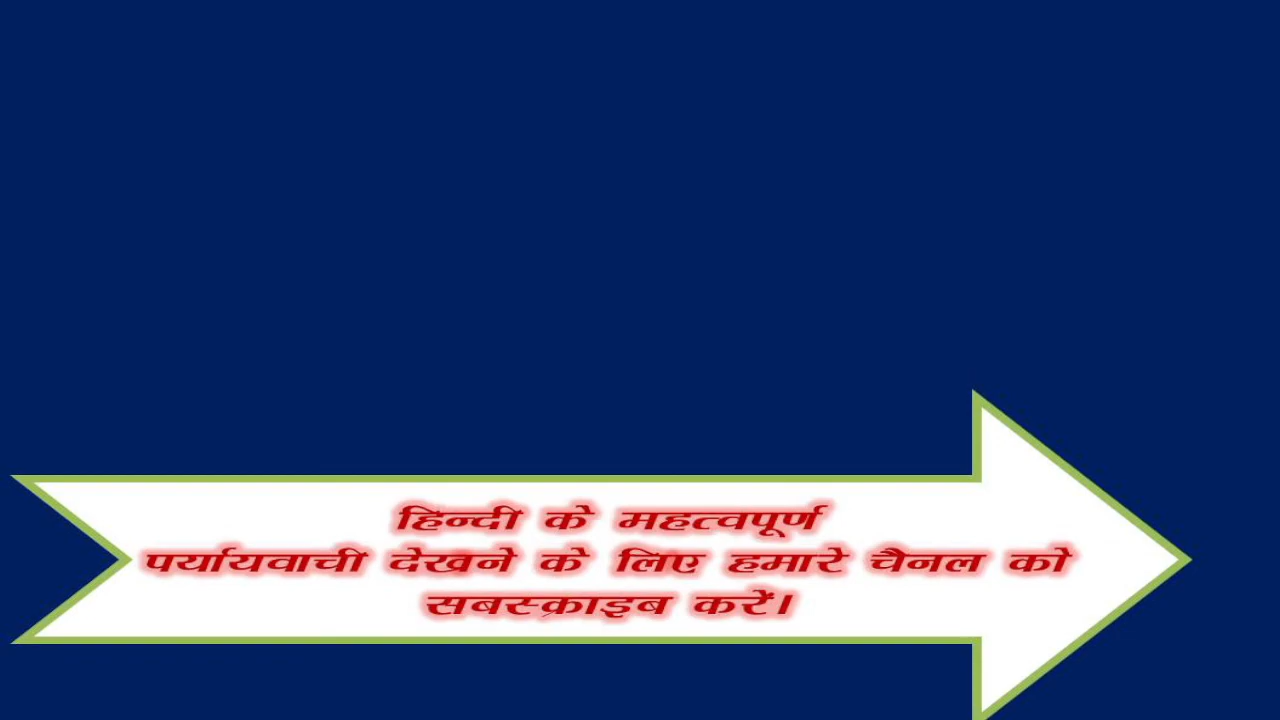 हिन्दी के महत्वपूर्ण
पर्यायवाची देखने के लिए हमारे चैनल को
सबस्क्राइब करें।